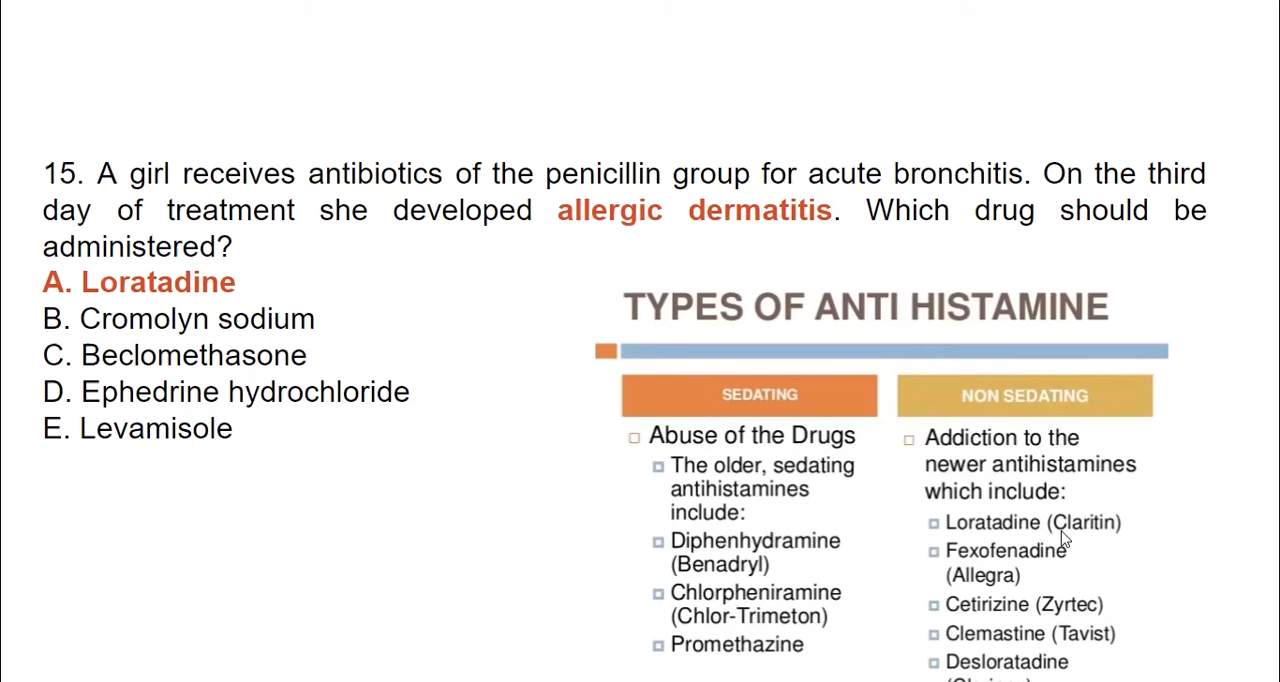 15. A girl receives antibiotics of the penicillin group for acute bronchitis. On the third
day of treatment she developed allergic dermatitis. Which drug should be
administered?
A. Loratadine
B. Cromolyn sodium
C. Beclomethasone
D. Ephedrine hydrochloride
E. Levamisole
TYPES OF ANTI HISTAMINE
SEDATING
Abuse of the Drugs
The older, sedating
antihistamines
include:
Diphenhydramine
(Benadryl)
Chlorpheniramine
(Chlor-Trimeton)
Promethazine
NON SEDATING
Addiction to the
newer antihistamines
which include:
Loratadine (Claritin)
Fexofenadine
(Allegra)
Cetirizine (Zyrtec)
Clemastine (Tavist)
Desloratadine